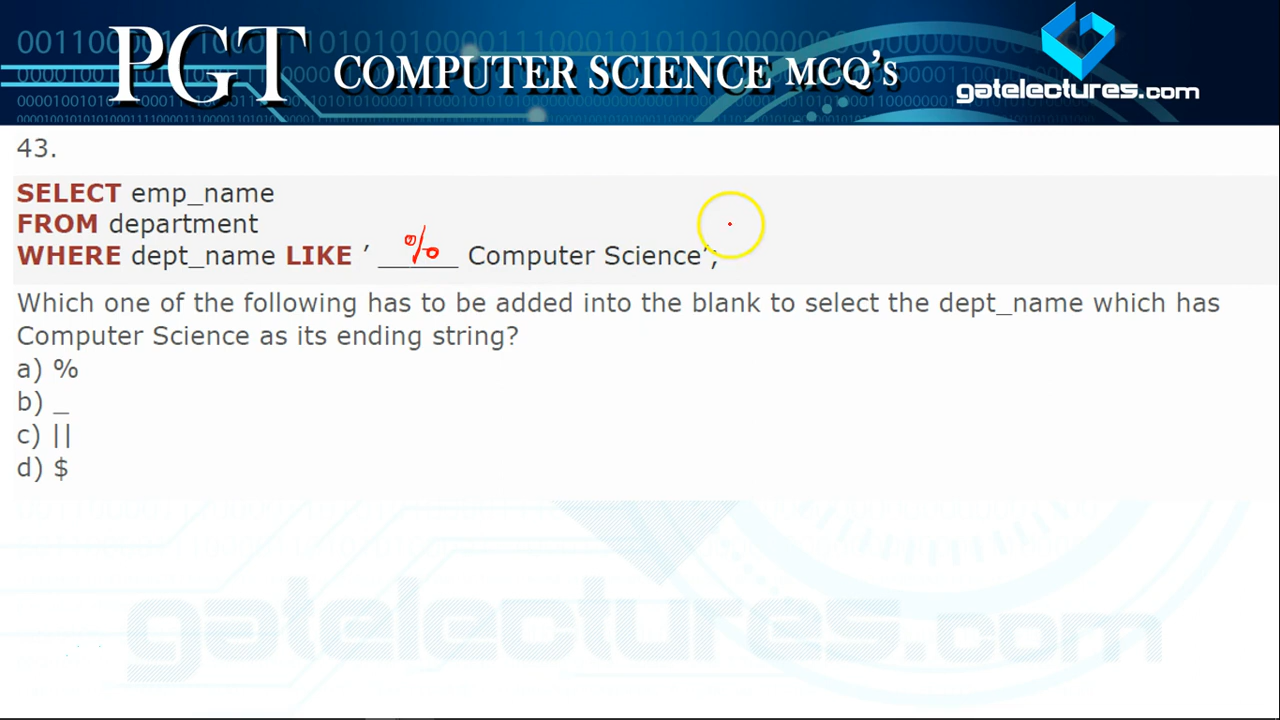 PGT COMPUTER SCIENCE MCQ's
gatelectures.com
43.
SELECT emp_name
FROM department
WHERE dept_name LIKE ’ __%__ Computer Science’;
Which one of the following has to be added into the blank to select the dept_name which has
Computer Science as its ending string?
a) %
b) _
c) ||
d) $
gatelectures.com